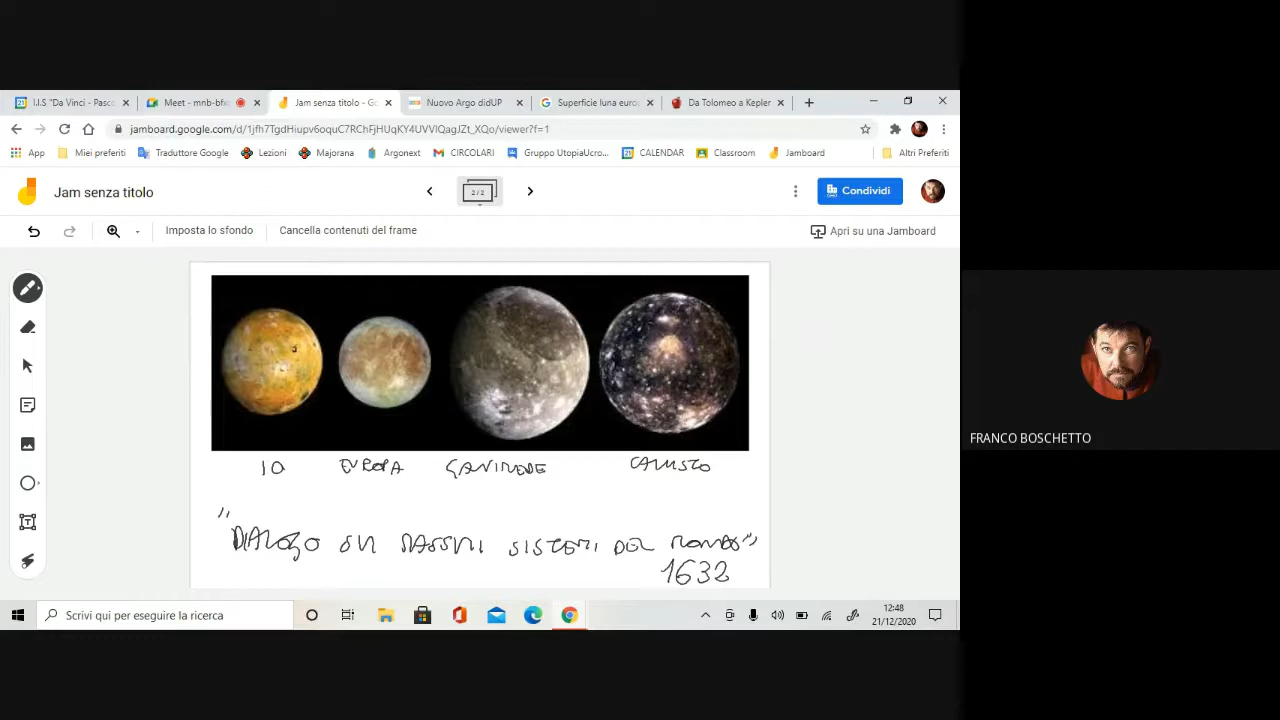 I.I.S "Da Vinci - Pasc
Meet - mnb-bfx
Jam senza titolo - Go
Nuovo Argo didUP
Superficie luna euro
Da Tolomeo a Kepler
jamboard.google.com/d/1jfh7TgdHiupv6oquC7RChFjHUqKY4UVVIQagJZt_XQo/viewer?f=1
App
Miei preferiti
Traduttore Google
Lezioni
Majorana
Argonext
CIRCOLARI
Gruppo UtopiaUcro...
CALENDAR
Classroom
Jamboard
Altri Preferiti
Jam senza titolo
2 / 2
Condividi
Imposta lo sfondo
Cancella contenuti del frame
Apri su una Jamboard
IO EUROPA GANIMEDE CALLISTO
"DIALOGO SUI MASSIMI SISTEMI DEL MONDO"
1632
FRANCO BOSCHETTO
Scrivi qui per eseguire la ricerca
12:48
21/12/2020